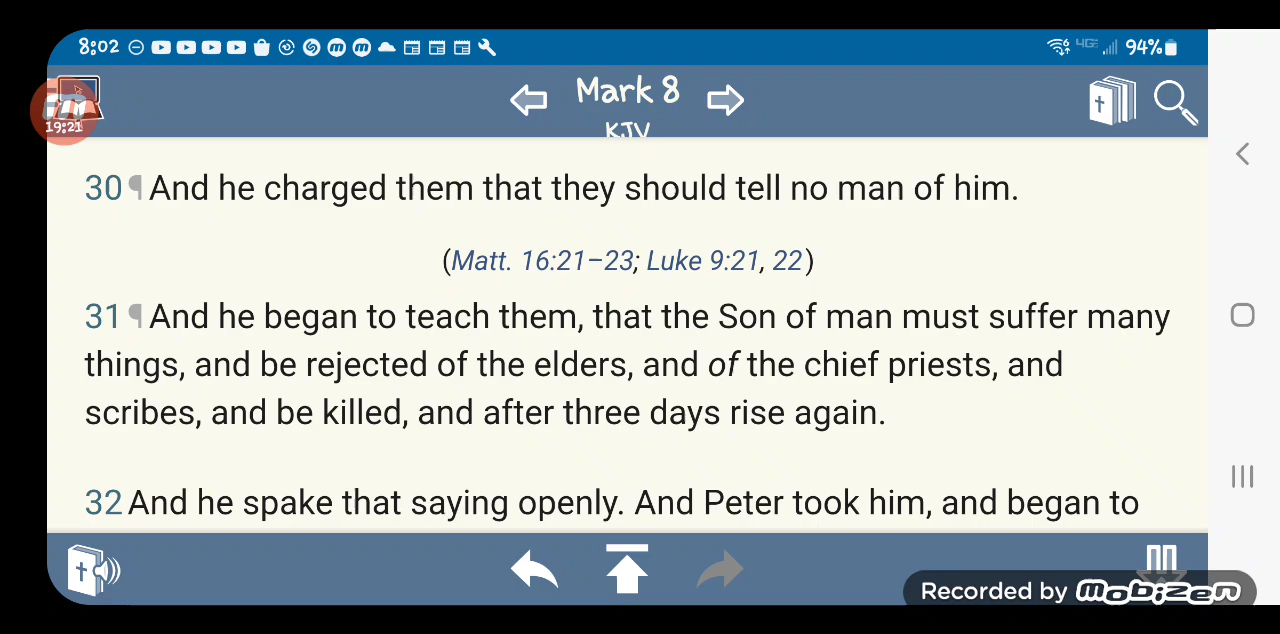 8:02 4GE 94%
19:21
Mark 8
KJV
30 ¶ And he charged them that they should tell no man of him.
(Matt. 16:21–23; Luke 9:21, 22)
31 ¶ And he began to teach them, that the Son of man must suffer many
things, and be rejected of the elders, and of the chief priests, and
scribes, and be killed, and after three days rise again.
32 And he spake that saying openly. And Peter took him, and began to
Recorded by mobizen